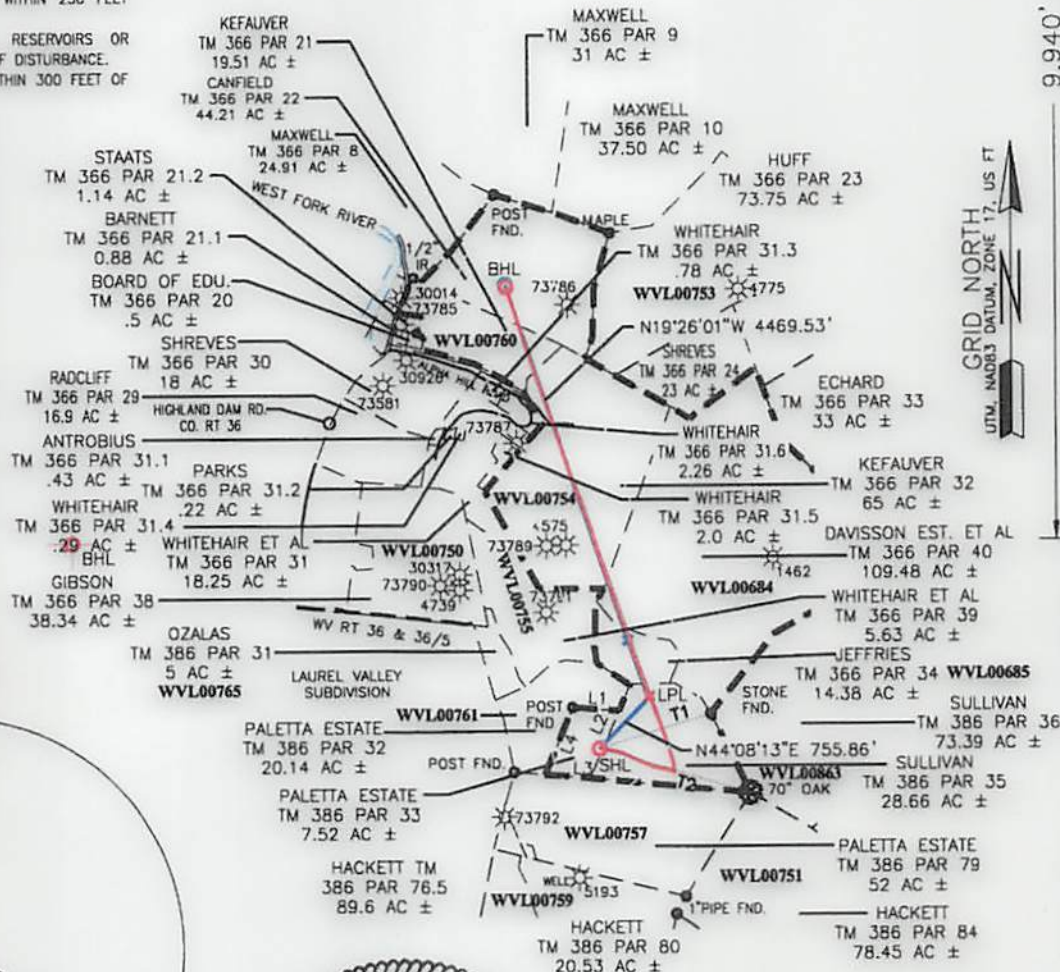 WITHIN 250 FEET
RESERVOIRS OR
OF DISTURBANCE.
WITHIN 300 FEET OF
KEFAUVER
TM 366 PAR 21
19.51 AC ±
CANFIELD
TM 366 PAR 22
44.21 AC ±
MAXWELL
TM 366 PAR 8
24.91 AC ±
STAATS
TM 366 PAR 21.2
1.14 AC ±
WEST FORK RIVER
BARNETT
TM 366 PAR 21.1
0.88 AC ±
BOARD OF EDU.
TM 366 PAR 20
.5 AC ±
SHREVES
TM 366 PAR 30
18 AC ±
RADCLIFF
TM 366 PAR 29
16.9 AC ±
HIGHLAND DAM RD.
CO. RT 36
ANTROBIUS
TM 366 PAR 31.1
.43 AC ±
PARKS
TM 366 PAR 31.2
.22 AC ±
WHITEHAIR
TM 366 PAR 31.4
.29 AC ±
BHL
WHITEHAIR ET AL
TM 366 PAR 31
18.25 AC ±
GIBSON
TM 366 PAR 38
38.34 AC ±
WV RT 36 & 36/5
OZALAS
TM 386 PAR 31
5 AC ±
WVL00765
LAUREL VALLEY
SUBDIVISION
WVL00761
PALETTA ESTATE
TM 386 PAR 32
20.14 AC ±
POST FND.
PALETTA ESTATE
TM 386 PAR 33
7.52 AC ±
HACKETT TM
386 PAR 76.5
89.6 AC ±
MAXWELL
TM 366 PAR 9
31 AC ±
MAXWELL
TM 366 PAR 10
37.50 AC ±
HUFF
TM 366 PAR 23
73.75 AC ±
POST
FND.
MAPLE
WHITEHAIR
TM 366 PAR 31.3
.78 AC ±
1/2"
IR
30014
73785
BHL
73786
WVL00753
4775
WVL00760
N19°26'01"W 4469.53'
30926
73581
SHREVES
TM 366 PAR 24
23 AC ±
ECHARD
TM 366 PAR 33
33 AC ±
73787
WHITEHAIR
TM 366 PAR 31.6
2.26 AC ±
KEFAUVER
TM 366 PAR 32
65 AC ±
WVL00754
WHITEHAIR
TM 366 PAR 31.5
2.0 AC ±
4575
73789
DAVISSON EST. ET AL
TM 366 PAR 40
109.48 AC ±
1462
WVL00750
30317
73790
4739
WVL00755
WVL00684
WHITEHAIR ET AL
TM 366 PAR 39
5.63 AC ±
JEFFRIES
TM 366 PAR 34
14.38 AC ±
WVL00685
LPL
T1
STONE
FND.
SULLIVAN
TM 386 PAR 36
73.39 AC ±
POST
FND
L1
L2
L4
L3
SHL
N44°08'13"E 755.86'
SULLIVAN
TM 386 PAR 35
28.66 AC ±
T2
WVL00863
70" OAK
73792
WVL00757
PALETTA ESTATE
TM 386 PAR 79
52 AC ±
WVL00751
WELL
5193
WVL00759
1"PIPE FND.
HACKETT
TM 386 PAR 80
20.53 AC ±
HACKETT
TM 386 PAR 84
78.45 AC ±
9,940'
GRID NORTH
UTM, NAD83 DATUM, ZONE 17, US FT